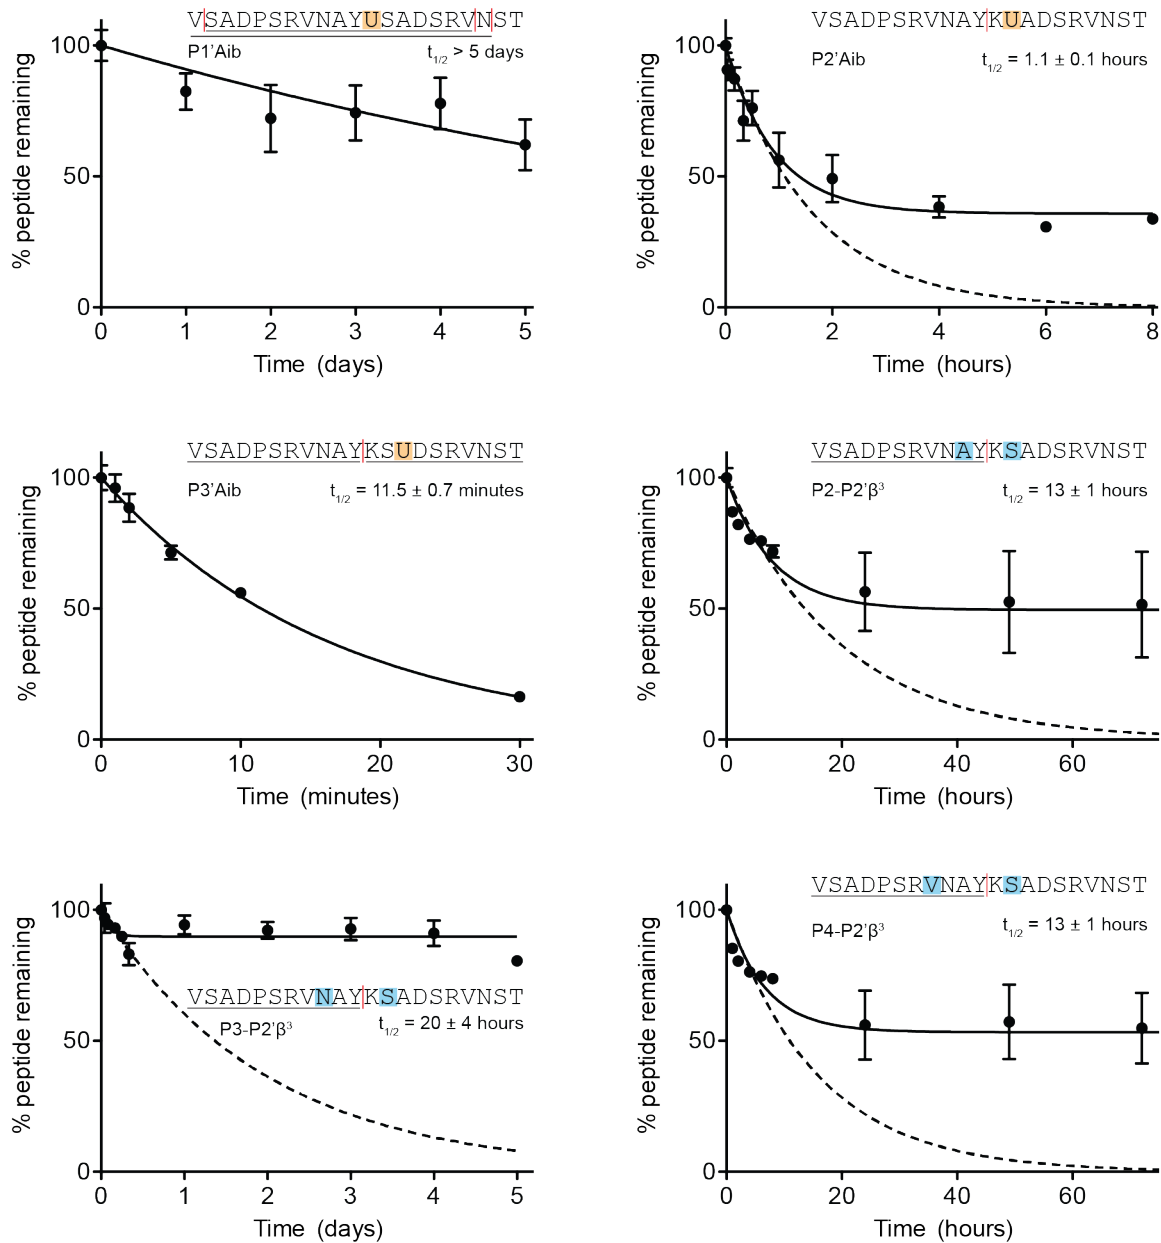 VSADPSRVNAYUSADSRVNST
P1'Aib t1/2 > 5 days
% peptide remaining
100
50
0
0 1 2 3 4 5
Time (days)
VSADPSRVNAYKUADSRVNST
P2'Aib t1/2 = 1.1 ± 0.1 hours
% peptide remaining
100
50
0
0 2 4 6 8
Time (hours)
VSADPSRVNAYKSUDSRVNST
P3'Aib t1/2 = 11.5 ± 0.7 minutes
% peptide remaining
100
50
0
0 10 20 30
Time (minutes)
VSADPSRVNAYKSADSRVNST
P2-P2'β³ t1/2 = 13 ± 1 hours
% peptide remaining
100
50
0
0 20 40 60
Time (hours)
VSADPSRVNAYKSADSRVNST
P3-P2'β³ t1/2 = 20 ± 4 hours
% peptide remaining
100
50
0
0 1 2 3 4 5
Time (days)
VSADPSRVNAYKSADSRVNST
P4-P2'β³ t1/2 = 13 ± 1 hours
% peptide remaining
100
50
0
0 20 40 60
Time (hours)